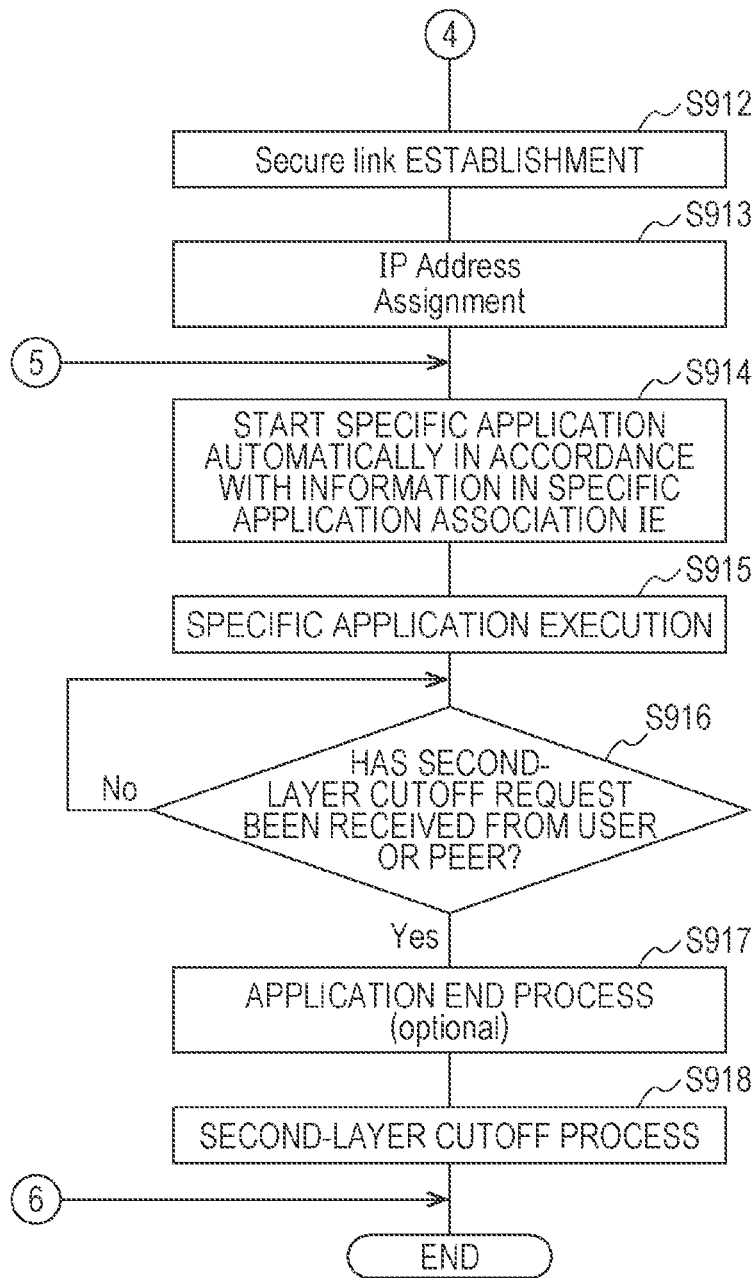 4
S912
Secure link ESTABLISHMENT
S913
IP Address
Assignment
5
S914
START SPECIFIC APPLICATION
AUTOMATICALLY IN ACCORDANCE
WITH INFORMATION IN SPECIFIC
APPLICATION ASSOCIATION IE
S915
SPECIFIC APPLICATION EXECUTION
S916
HAS SECOND-
LAYER CUTOFF REQUEST
BEEN RECEIVED FROM USER
OR PEER?
No
Yes
S917
APPLICATION END PROCESS
(optional)
S918
SECOND-LAYER CUTOFF PROCESS
6
END